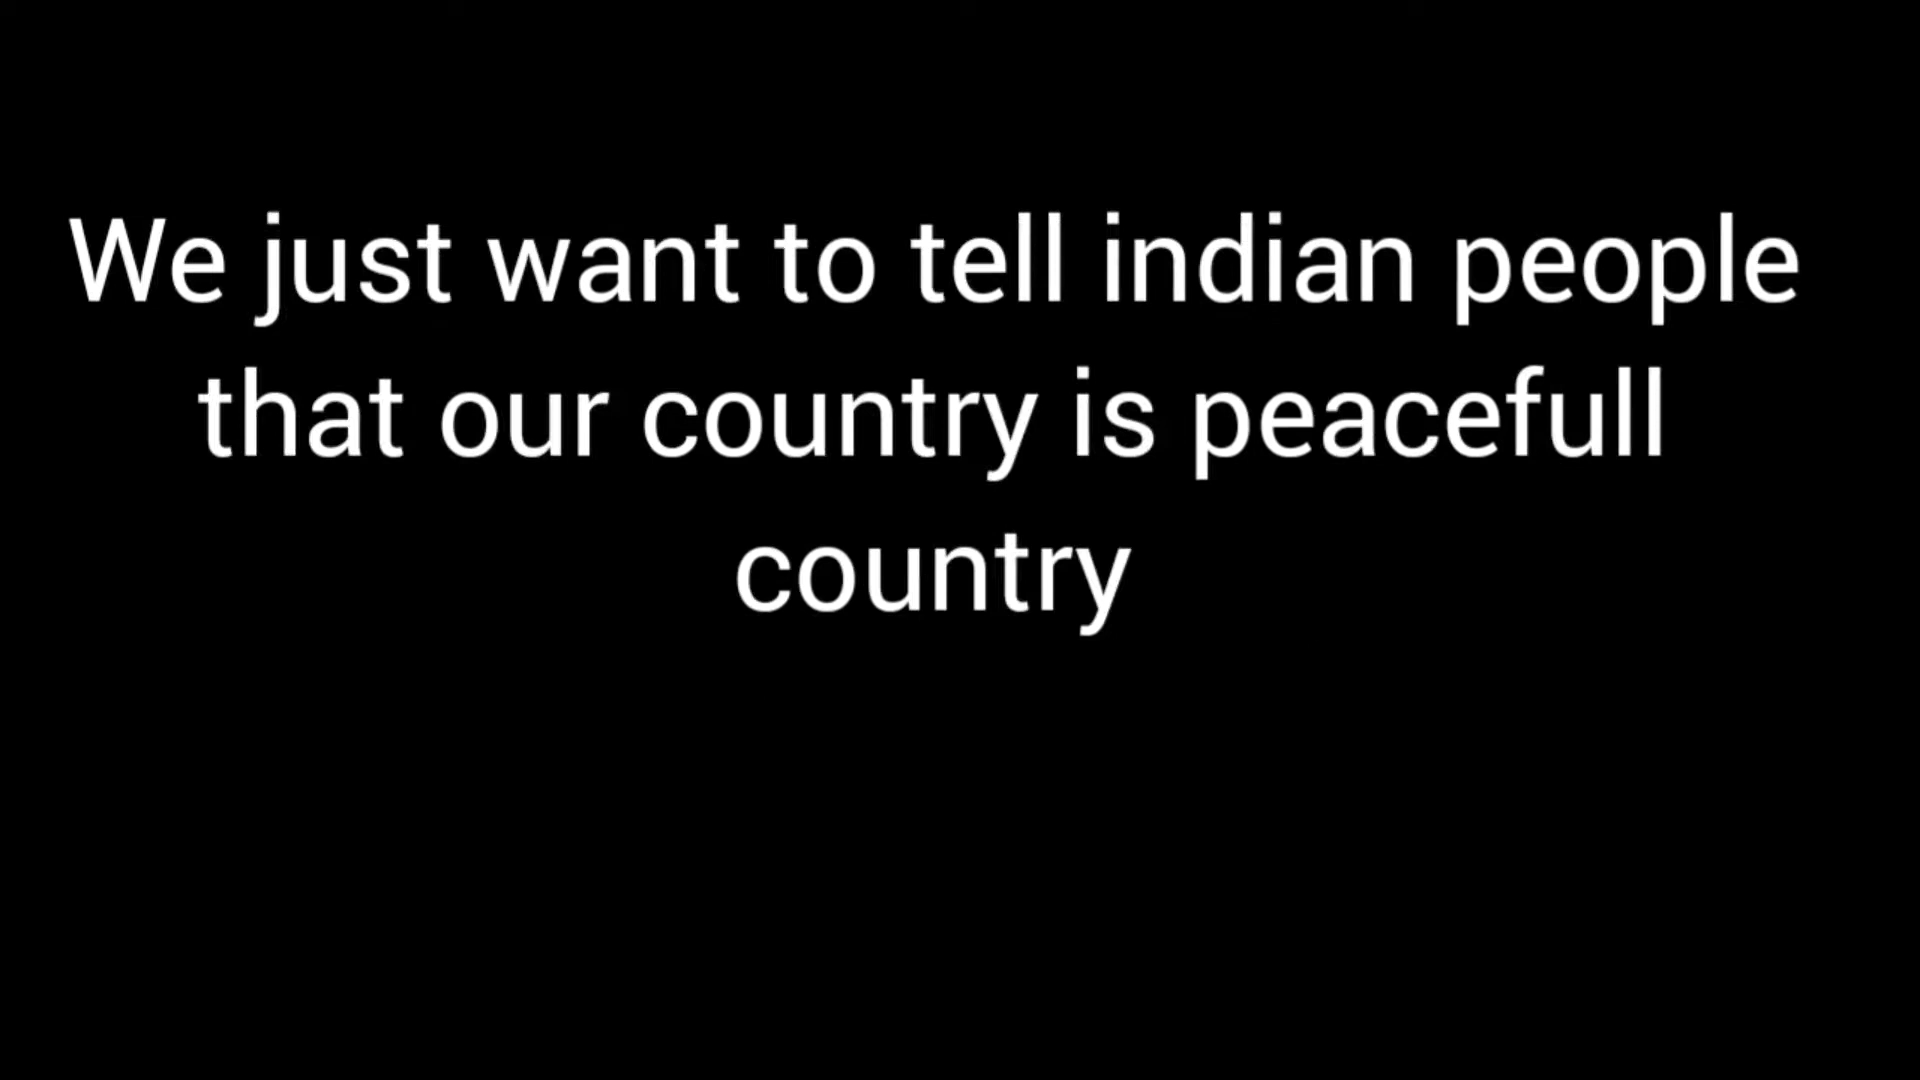 We just want to tell indian people
that our country is peacefull
country